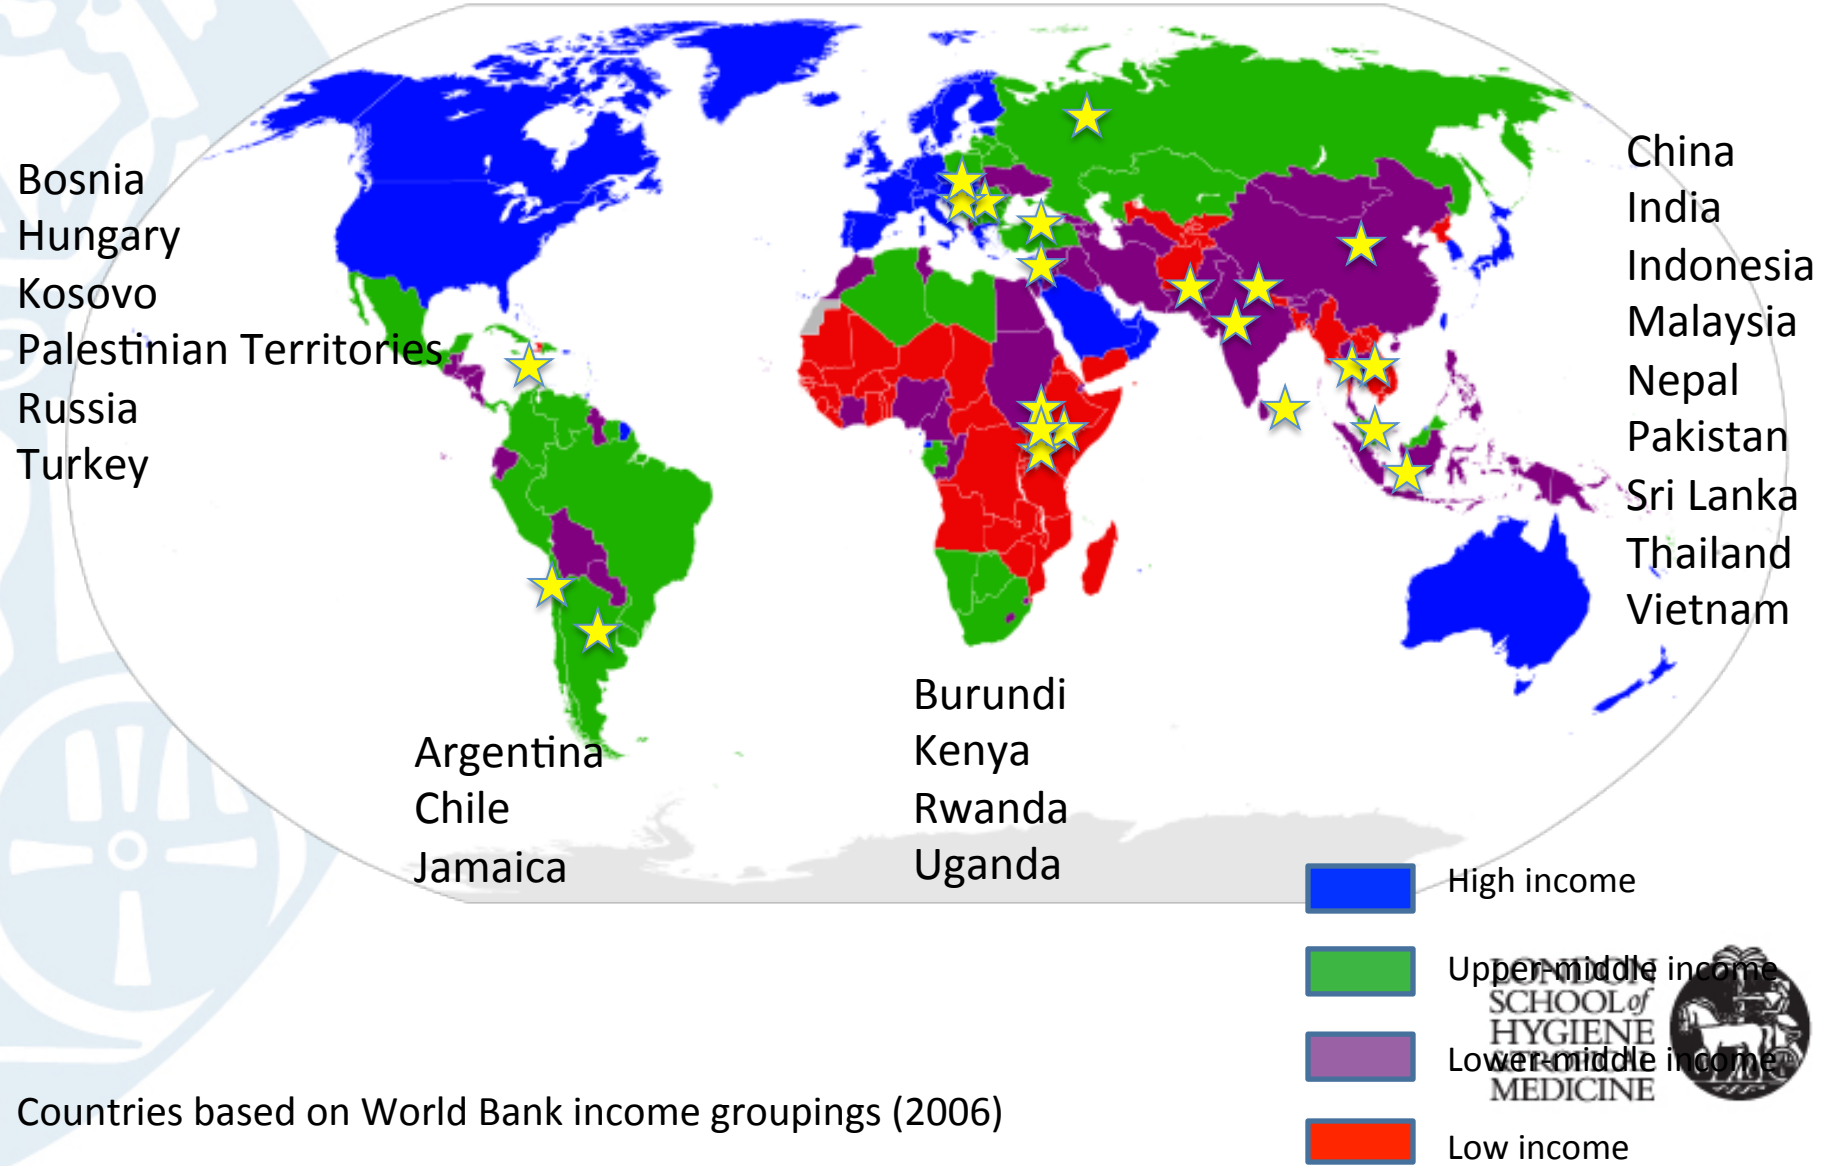 Bosnia
Hungary
Kosovo
Palestinian Territories
Russia
Turkey
China
India
Indonesia
Malaysia
Nepal
Pakistan
Sri Lanka
Thailand
Vietnam
Argentina
Chile
Jamaica
Burundi
Kenya
Rwanda
Uganda
High income
Upper-middle income
Lower-middle income
Low income
LONDON
SCHOOL of
HYGIENE
& TROPICAL
MEDICINE
Countries based on World Bank income groupings (2006)